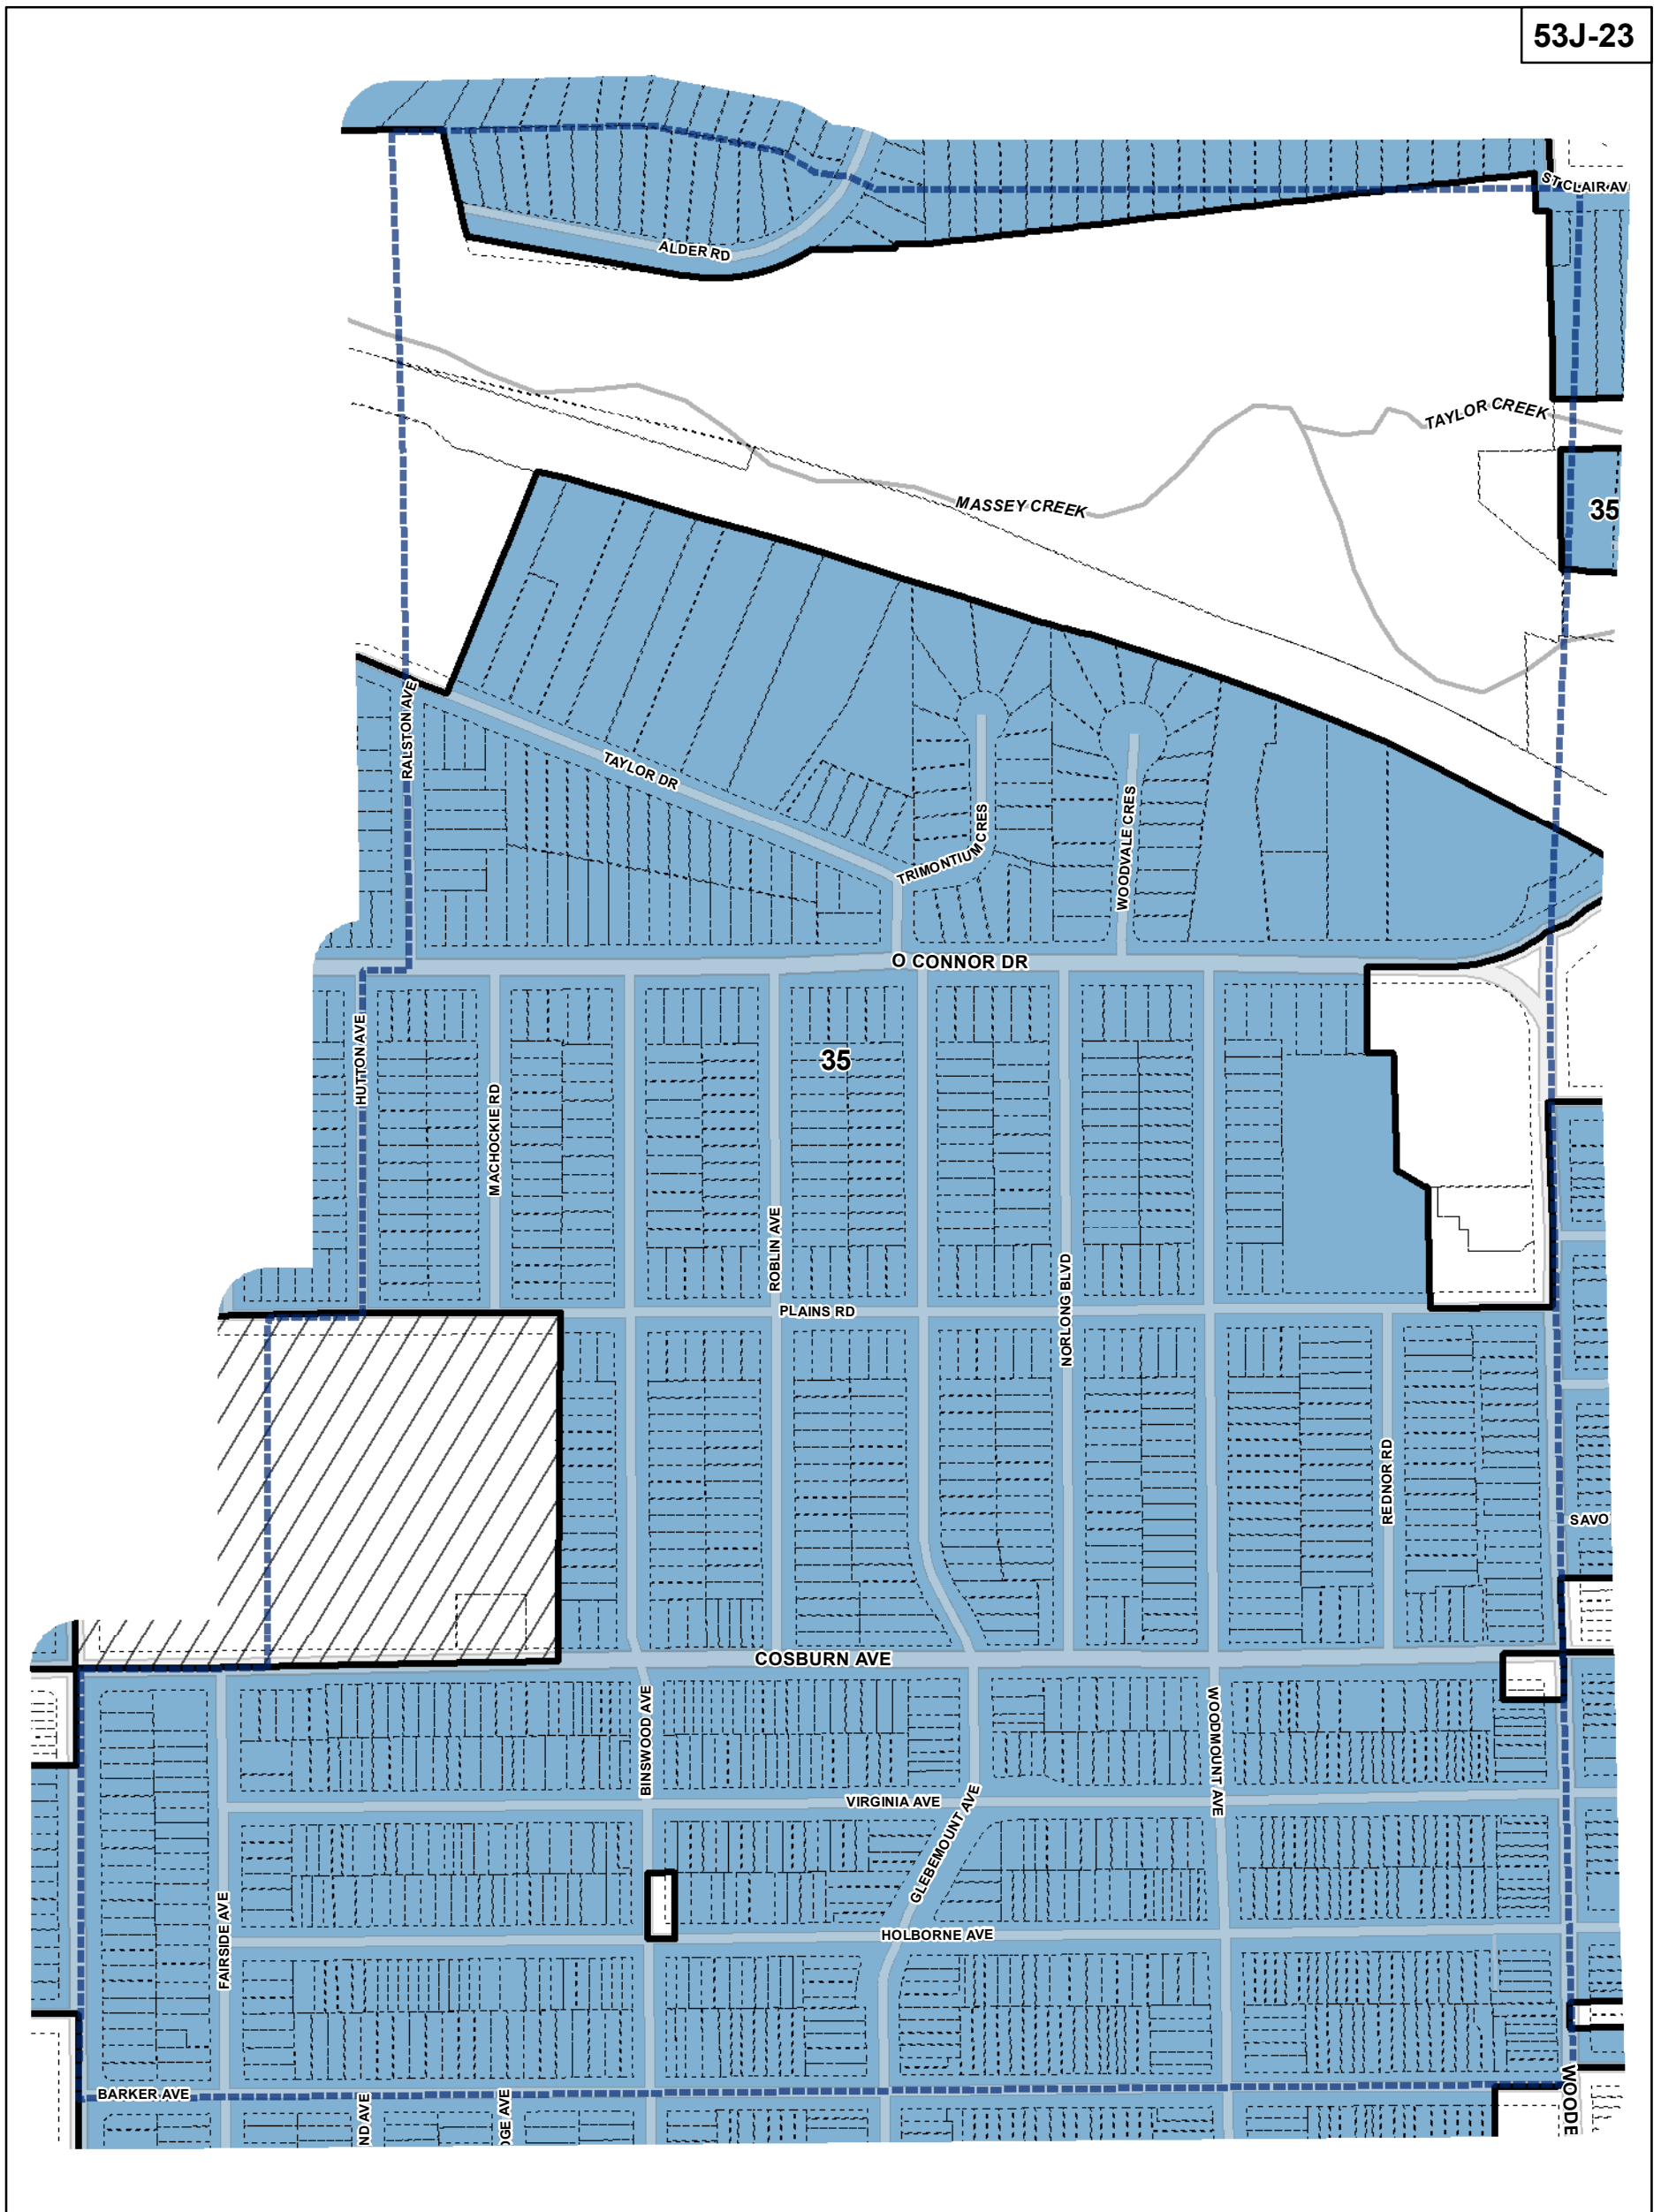 53J-23
ST CLAIR AV
ALDER RD
TAYLOR CREEK
MASSEY CREEK
35
RALSTON AVE
TAYLOR DR
TRIMONTIUM CRES
WOODVALE CRES
O CONNOR DR
HUTTON AVE
35
MACHOCKIE RD
ROBLIN AVE
NORLONG BLVD
PLAINS RD
REDNOR RD
SAVO
COSBURN AVE
BINSWOOD AVE
WOODMOUNT AVE
VIRGINIA AVE
GLEBEMOUNT AVE
FAIRSIDE AVE
HOLBORNE AVE
BARKER AVE
ND AVE
DGE AVE
WOODE